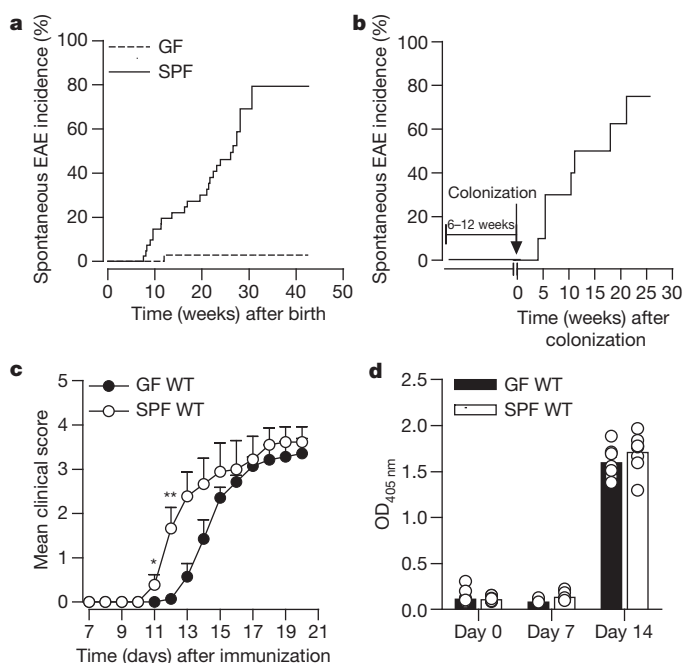 a
Spontaneous EAE incidence (%)
100
80
60
40
20
0
GF
SPF
0 10 20 30 40 50
Time (weeks) after birth
b
Spontaneous EAE incidence (%)
100
80
60
40
20
0
Colonization
6–12 weeks
0 5 10 15 20 25 30
Time (weeks) after
colonization
c
Mean clinical score
5
4
3
2
1
0
GF WT
SPF WT
**
*
7 9 11 13 15 17 19 21
Time (days) after immunization
d
OD405 nm
2.5
2.0
1.5
1.0
0.5
0.0
GF WT
SPF WT
Day 0 Day 7 Day 14